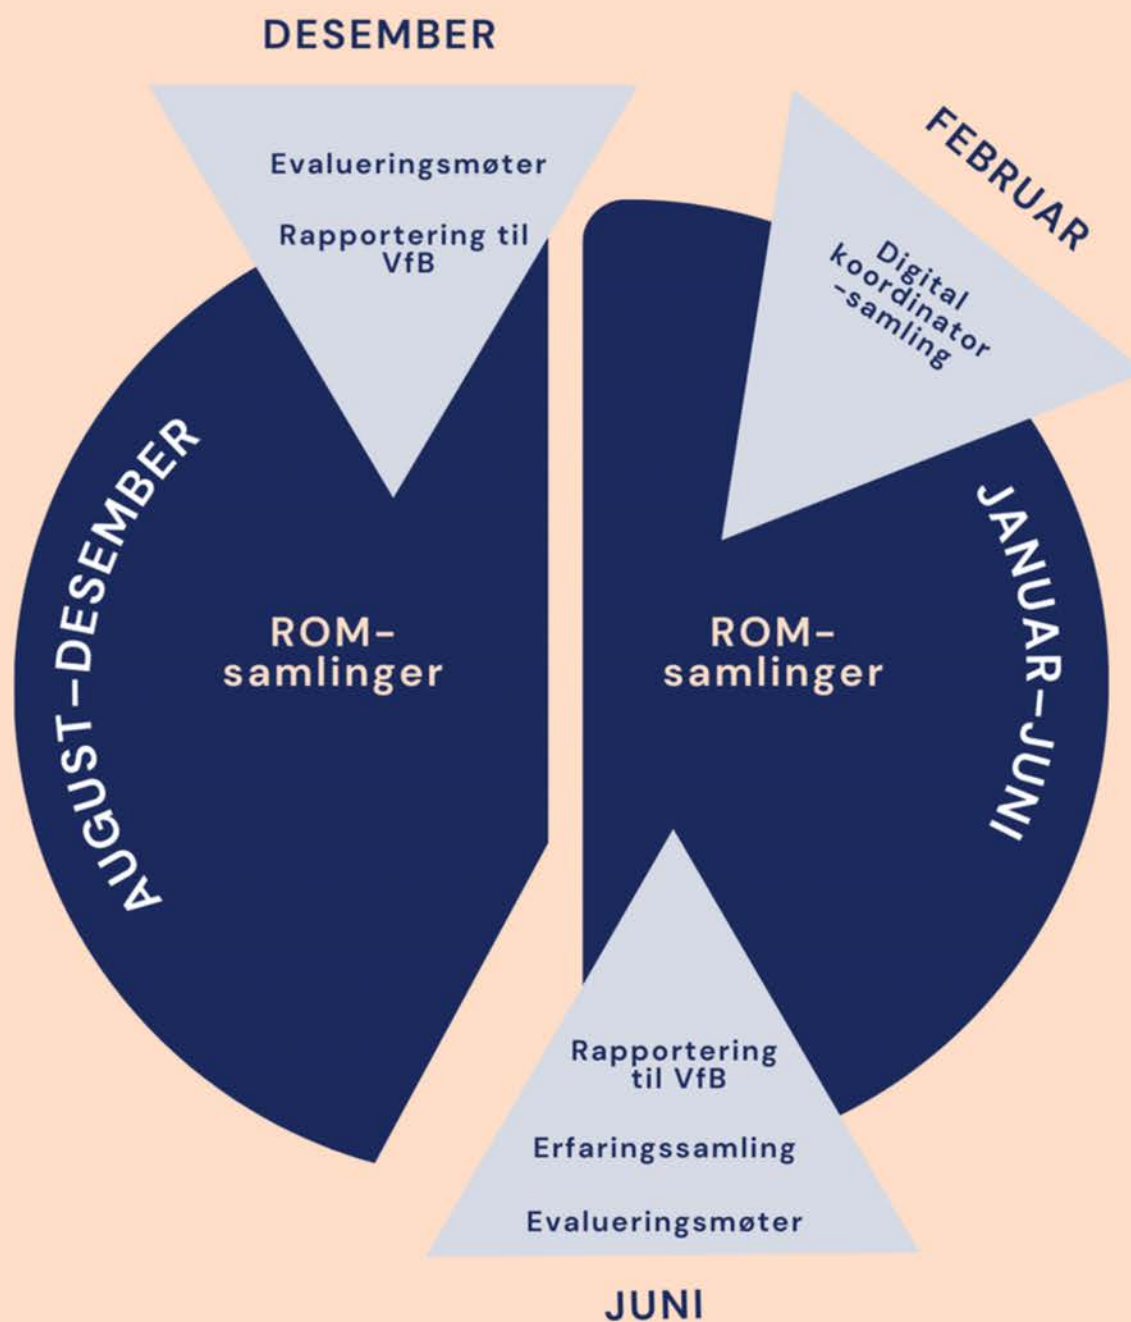 DESEMBER
Evalueringsmøter
Rapportering til
VfB
FEBRUAR
Digital
koordinator
-samling
AUGUST–DESEMBER
ROM-
samlinger
ROM-
samlinger
JANUAR–JUNI
Rapportering
til VfB
Erfaringssamling
Evalueringsmøter
JUNI